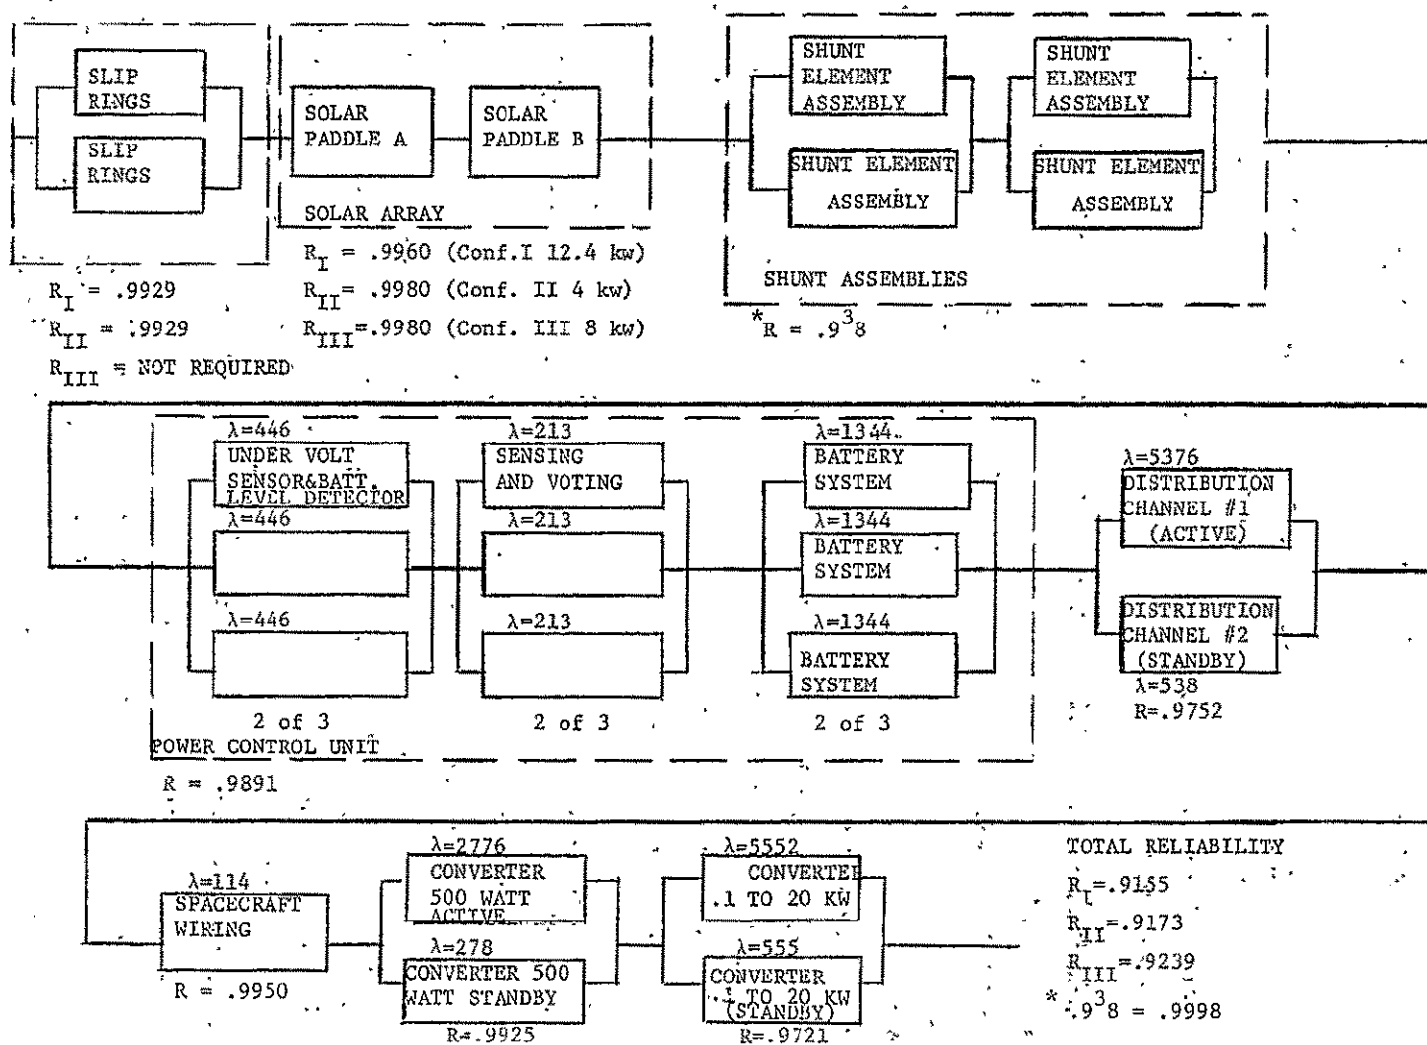 SLIP
RINGS
SLIP
RINGS
R_I = .9929
R_II = .9929
R_III = NOT REQUIRED
SOLAR
PADDLE A
SOLAR
PADDLE B
SOLAR ARRAY
R_I = .9960 (Conf.I 12.4 kw)
R_II= .9980 (Conf. II 4 kw)
R_III=.9980 (Conf. III 8 kw)
SHUNT
ELEMENT
ASSEMBLY
SHUNT ELEMENT
ASSEMBLY
SHUNT
ELEMENT
ASSEMBLY
SHUNT ELEMENT
ASSEMBLY
SHUNT ASSEMBLIES
*R = .9³8
λ=446
UNDER VOLT
SENSOR&BATT.
LEVEL DETECTOR
λ=446
λ=446
2 of 3
λ=213
SENSING
AND VOTING
λ=213
λ=213
2 of 3
λ=1344
BATTERY
SYSTEM
λ=1344
BATTERY
SYSTEM
λ=1344
BATTERY
SYSTEM
2 of 3
POWER CONTROL UNIT
R = .9891
λ=5376
DISTRIBUTION
CHANNEL #1
(ACTIVE)
DISTRIBUTION
CHANNEL #2
(STANDBY)
λ=538
R=.9752
λ=114
SPACECRAFT
WIRING
R = .9950
λ=2776
CONVERTER
500 WATT
ACTIVE
λ=278
CONVERTER 500
WATT STANDBY
R=.9925
λ=5552
CONVERTER
.1 TO 20 KW
λ=555
CONVERTER
.1 TO 20 KW
(STANDBY)
R=.9721
TOTAL RELIABILITY
R_I=.9155
R_II=.9173
R_III=.9239
* .9³8 = .9998